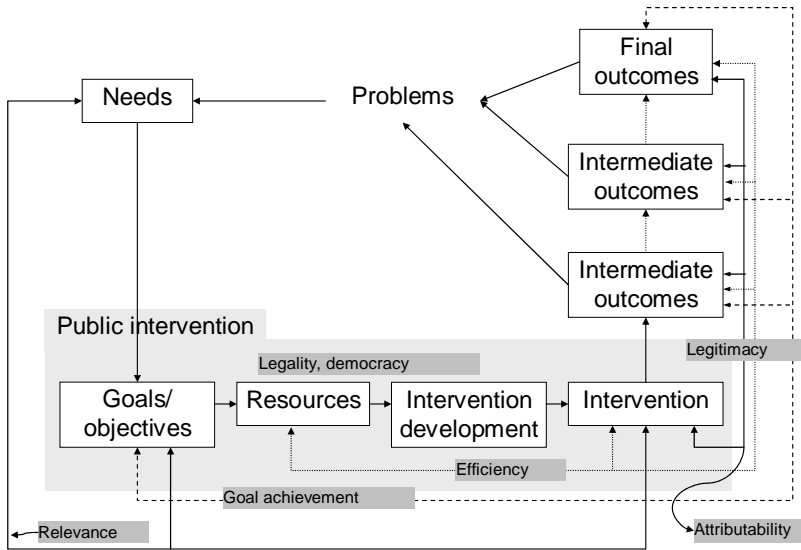 Final
outcomes
Needs
Problems
Intermediate
outcomes
Intermediate
outcomes
Public intervention
Legality, democracy
Legitimacy
Goals/
objectives
Resources
Intervention
development
Intervention
Efficiency
Goal achievement
Relevance
Attributability